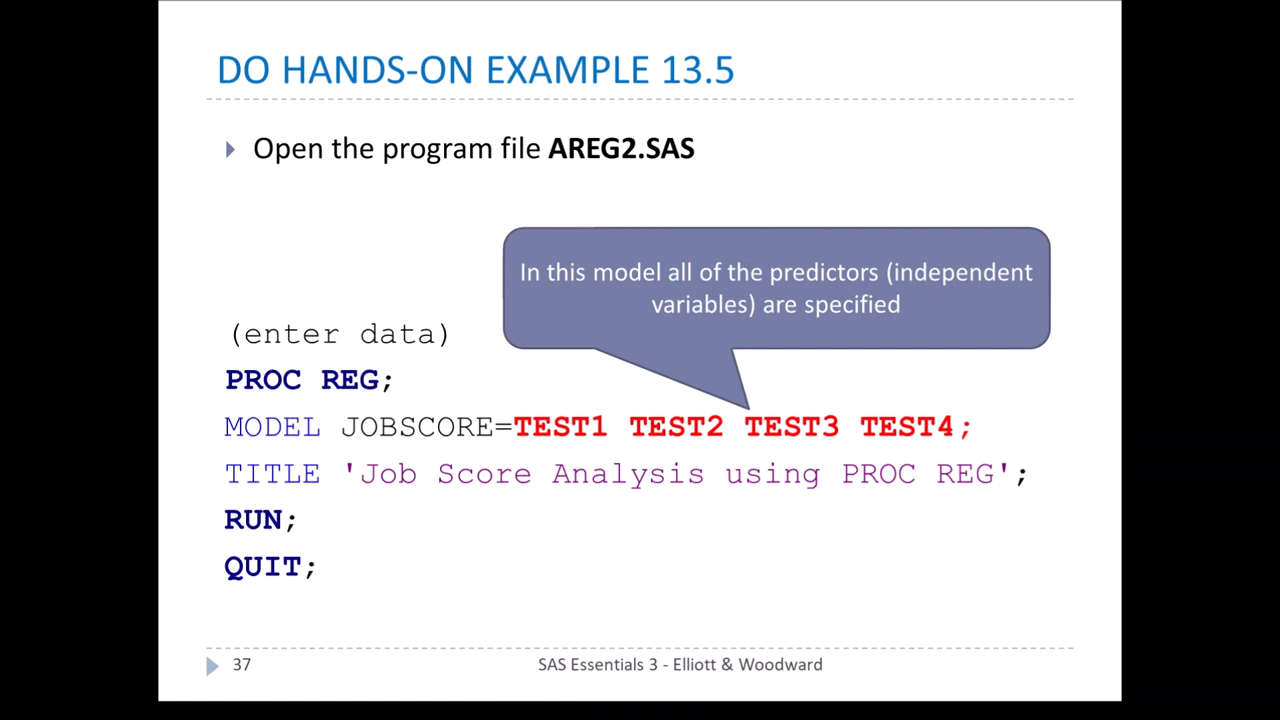 DO HANDS-ON EXAMPLE 13.5
Open the program file AREG2.SAS
In this model all of the predictors (independent
variables) are specified
(enter data)
PROC REG;
MODEL JOBSCORE=TEST1 TEST2 TEST3 TEST4;
TITLE 'Job Score Analysis using PROC REG';
RUN;
QUIT;
37
SAS Essentials 3 - Elliott & Woodward